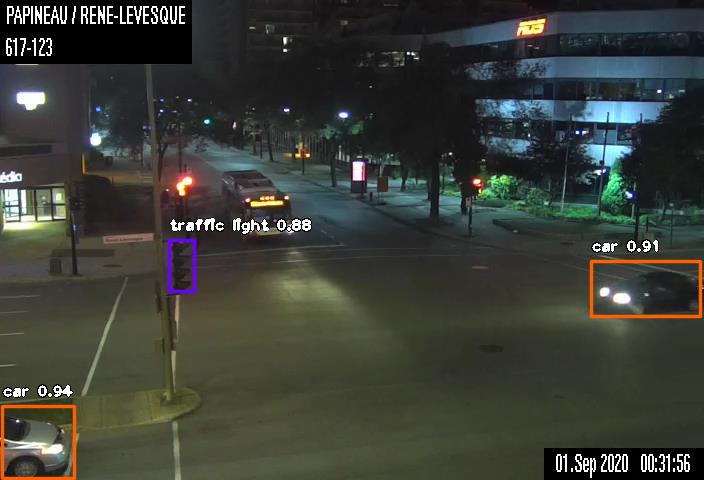 PAPINEAU / RENE-LEVESQUE
617-123
édia
traffic light 0.88
car 0.91
car 0.94
01.Sep 2020 00:31:56